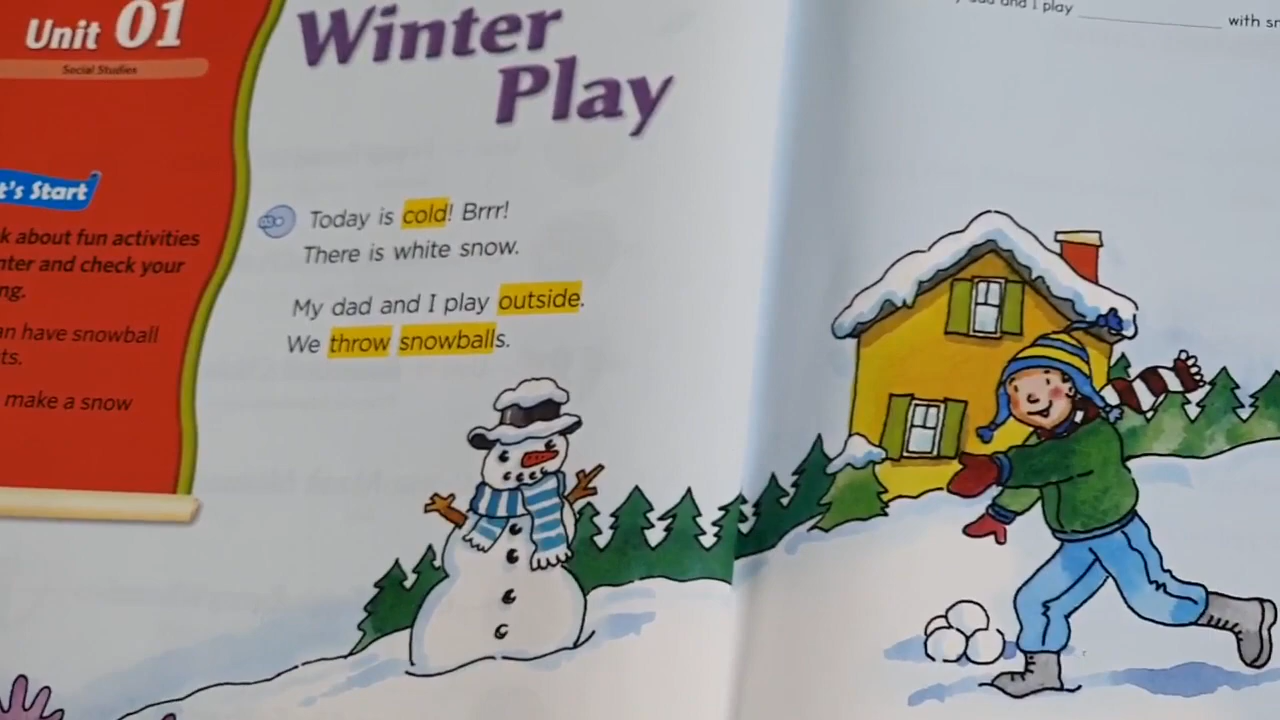 Unit 01
Social Studies
Winter
Play
t's Start
k about fun activities
nter and check your
ng.
an have snowball
ts.
make a snow
Today is cold! Brrr!
There is white snow.
My dad and I play outside.
We throw snowballs.
dad and I play ____________ with